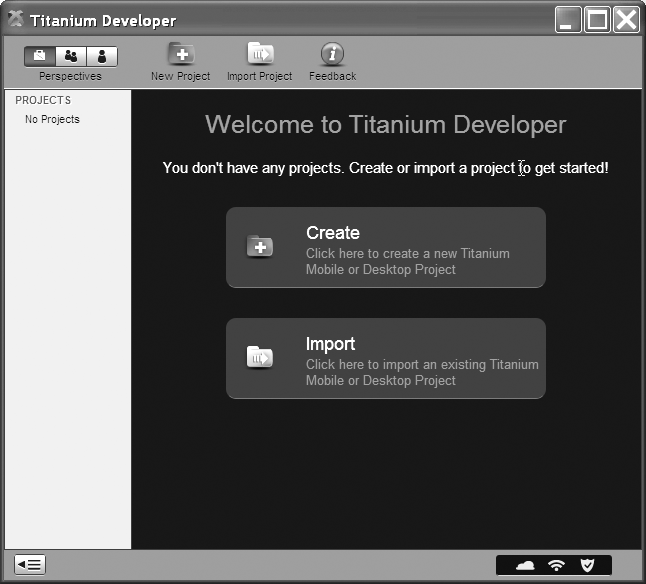 Titanium Developer
Perspectives
New Project
Import Project
Feedback
PROJECTS
No Projects
Welcome to Titanium Developer
You don't have any projects. Create or import a project to get started!
Create
Click here to create a new Titanium
Mobile or Desktop Project
Import
Click here to import an existing Titanium
Mobile or Desktop Project